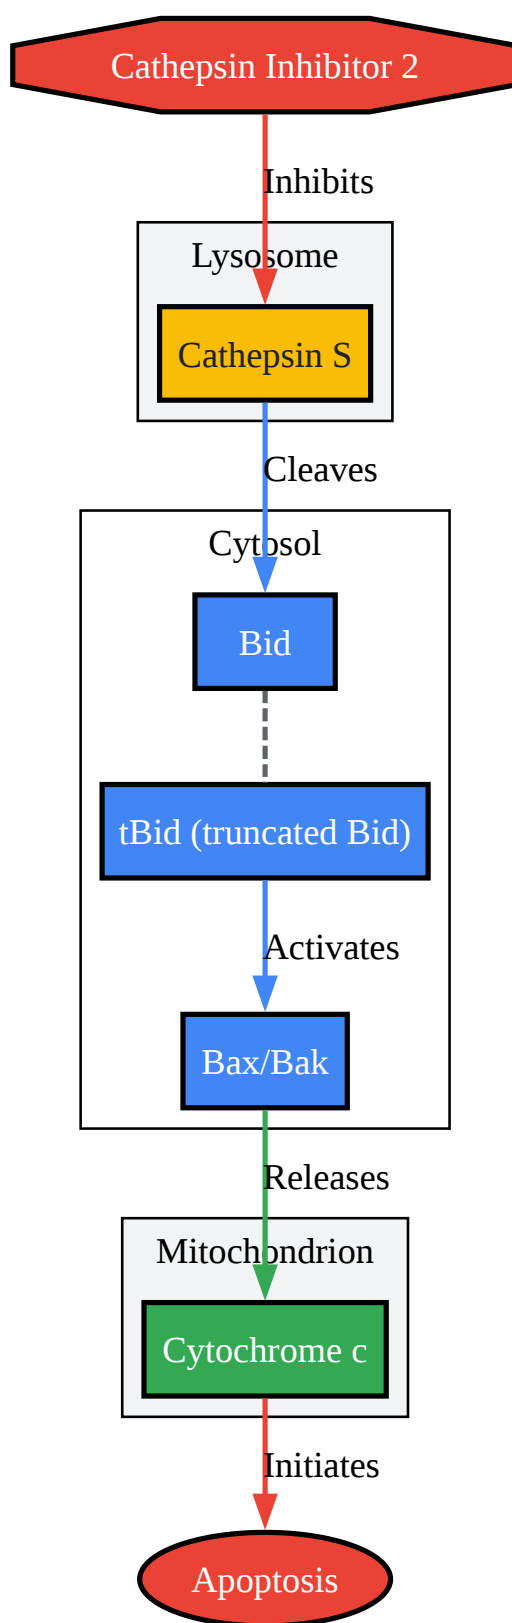 Cathepsin Inhibitor 2
Inhibits
Lysosome
Cathepsin S
Cleaves
Cytosol
Bid
tBid (truncated Bid)
Activates
Bax/Bak
Releases
Mitochondrion
Cytochrome c
Initiates
Apoptosis